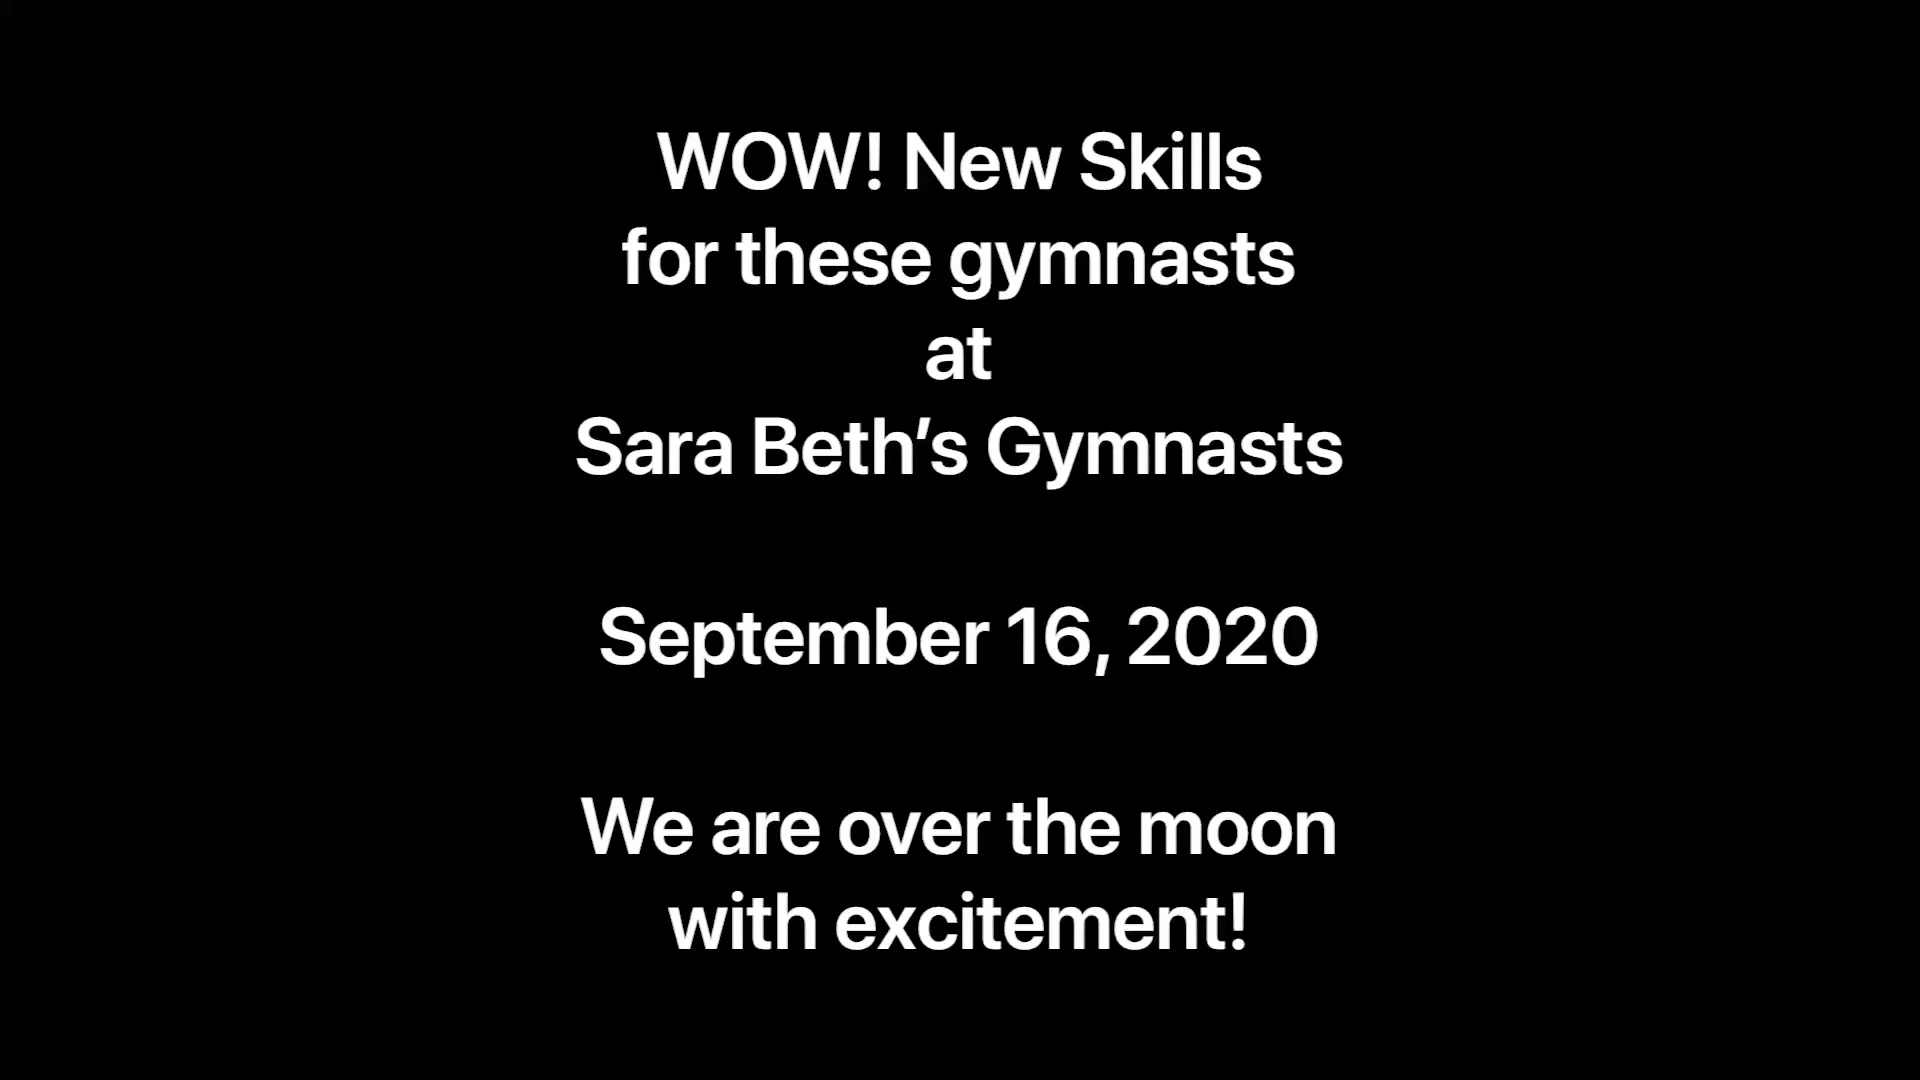 WOW! New Skills
for these gymnasts
at
Sara Beth’s Gymnasts
September 16, 2020
We are over the moon
with excitement!